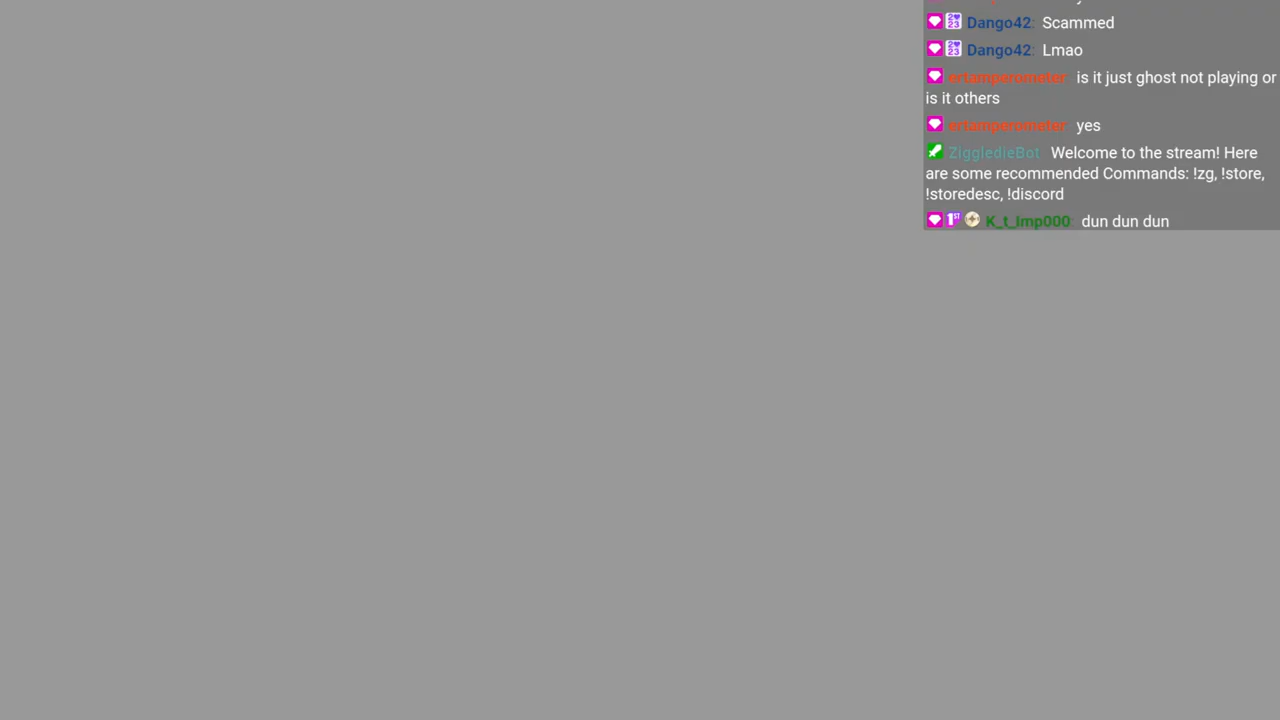 Dango42: Scammed
Dango42: Lmao
ertamperometer: is it just ghost not playing or
is it others
ertamperometer: yes
ZiggledieBot Welcome to the stream! Here
are some recommended Commands: !zg, !store,
!storedesc, !discord
1ST K_t_Imp000: dun dun dun